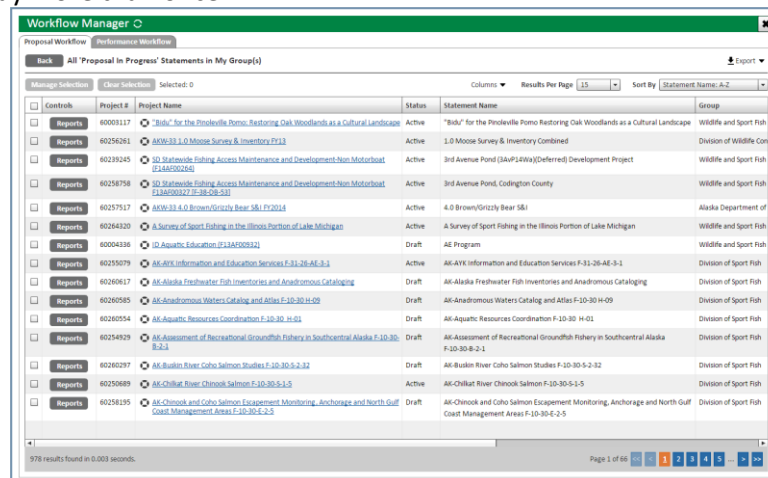 Workflow Manager
Proposal Workflow Performance Workflow
Back All 'Proposal In Progress' Statements in My Group(s) Export
Manage Selection Clear Selection Selected: 0 Columns Results Per Page 15 Sort By Statement Name: A-Z
Controls Project # Project Name Status Statement Name Group
Reports 60003117 "Bidu" for the Pinoleville Pomo: Restoring Oak Woodlands as a Cultural Landscape Active "Bidu" for the Pinoleville Pomo Restoring Oak Woodlands as a Cultural Landscape Wildlife and Sport Fish
Reports 60256261 AKW-33 1.0 Moose Survey & Inventory FY13 Active 1.0 Moose Survey & Inventory Combined Division of Wildlife Con
Reports 60239245 SD Statewide Fishing Access Maintenance and Development-Non Motorboat Active 3rd Avenue Pond (3AvP14Wa)(Deferred) Development Project Wildlife and Sport Fish
(F14AF00264)
Reports 60258758 SD Statewide Fishing Access Maintenance and Development-Non Motorboat Active 3rd Avenue Pond, Codington County Wildlife and Sport Fish
F13AF00327 [F-38-DB-53]
Reports 60257517 AKW-33 4.0 Brown/Grizzly Bear S&I FY2014 Active 4.0 Brown/Grizzly Bear S&I Alaska Department of
Reports 60264320 A Survey of Sport Fishing in the Illinois Portion of Lake Michigan Active A Survey of Sport Fishing in the Illinois Portion of Lake Michigan Wildlife and Sport Fish
Reports 60004336 ID Aquatic Education (F13AF00932) Draft AE Program Wildlife and Sport Fish
Reports 60255079 AK-AYK Information and Education Services F-31-26-AE-3-1 Active AK-AYK Information and Education Services F-31-26-AE-3-1 Division of Sport Fish
Reports 60260617 AK-Alaska Freshwater Fish Inventories and Anadromous Cataloging Draft AK-Alaska Freshwater Fish Inventories and Anadromous Cataloging Division of Sport Fish
Reports 60260585 AK-Anadromous Waters Catalog and Atlas F-10-30 H-09 Draft AK-Anadromous Waters Catalog and Atlas F-10-30 H-09 Division of Sport Fish
Reports 60260554 AK-Aquatic Resources Coordination F-10-30 H-01 Draft AK-Aquatic Resources Coordination F-10-30 H-01 Division of Sport Fish
Reports 60254929 AK-Assessment of Recreational Groundfish Fishery in Southcentral Alaska F-10-30- Draft AK-Assessment of Recreational Groundfish Fishery in Southcentral Alaska Division of Sport Fish
B-2-1 F-10-30-B-2-1
Reports 60260297 AK-Buskin River Coho Salmon Studies F-10-30-S-2-32 Draft AK-Buskin River Coho Salmon Studies F-10-30-S-2-32 Division of Sport Fish
Reports 60250689 AK-Chilkat River Chinook Salmon F-10-30-S-1-5 Active AK-Chilkat River Chinook Salmon F-10-30-S-1-5 Division of Sport Fish
Reports 60258195 AK-Chinook and Coho Salmon Escapement Monitoring, Anchorage and North Gulf Draft AK-Chinook and Coho Salmon Escapement Monitoring, Anchorage and North Gulf Division of Sport Fish
Coast Management Areas F-10-30-E-2-5 Coast Management Areas F-10-30-E-2-5
978 results found in 0.003 seconds. Page 1 of 66 << < 1 2 3 4 5 ... > >>